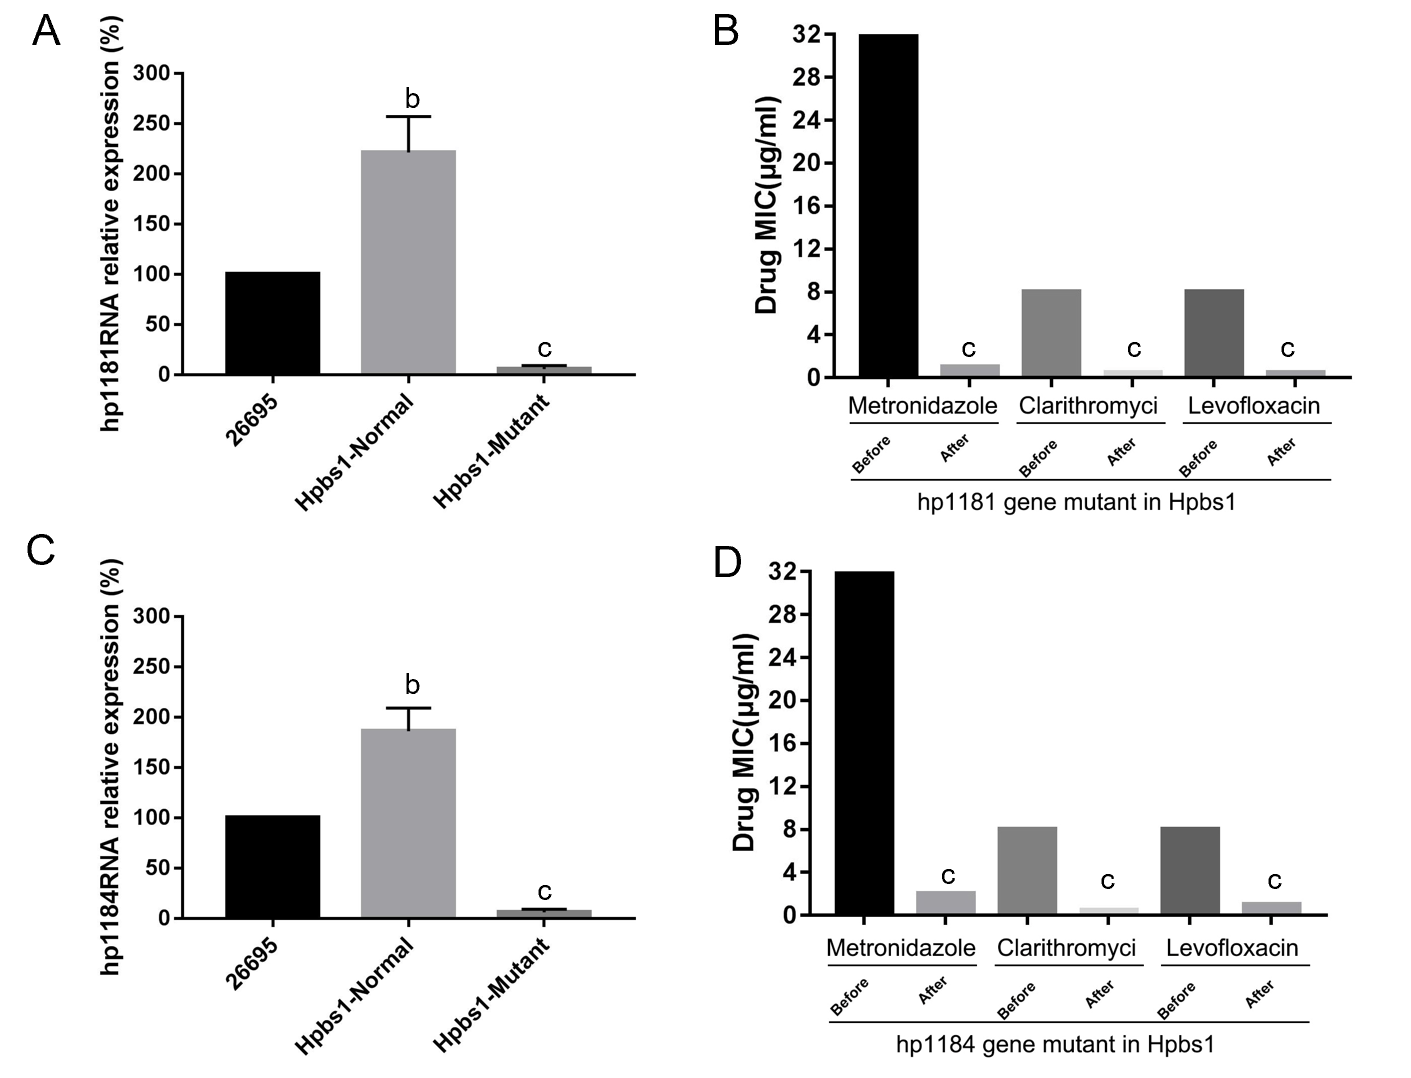 A
hp1181RNA relative expression (%)
300
250
200
150
100
50
0
b
c
26695
Hpbs1-Normal
Hpbs1-Mutant
B
Drug MIC(µg/ml)
32
28
24
20
16
12
8
4
0
c
c
c
Metronidazole
Clarithromyci
Levofloxacin
Before
After
Before
After
Before
After
hp1181 gene mutant in Hpbs1
C
hp1184RNA relative expression (%)
300
250
200
150
100
50
0
b
c
26695
Hpbs1-Normal
Hpbs1-Mutant
D
Drug MIC(µg/ml)
32
28
24
20
16
12
8
4
0
c
c
c
Metronidazole
Clarithromyci
Levofloxacin
Before
After
Before
After
Before
After
hp1184 gene mutant in Hpbs1